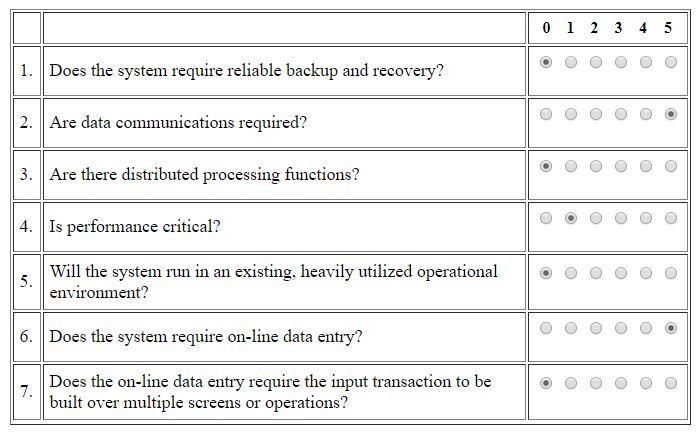 0 1 2 3 4 5
1. Does the system require reliable backup and recovery?
2. Are data communications required?
3. Are there distributed processing functions?
4. Is performance critical?
5. Will the system run in an existing, heavily utilized operational
environment?
6. Does the system require on-line data entry?
7. Does the on-line data entry require the input transaction to be
built over multiple screens or operations?